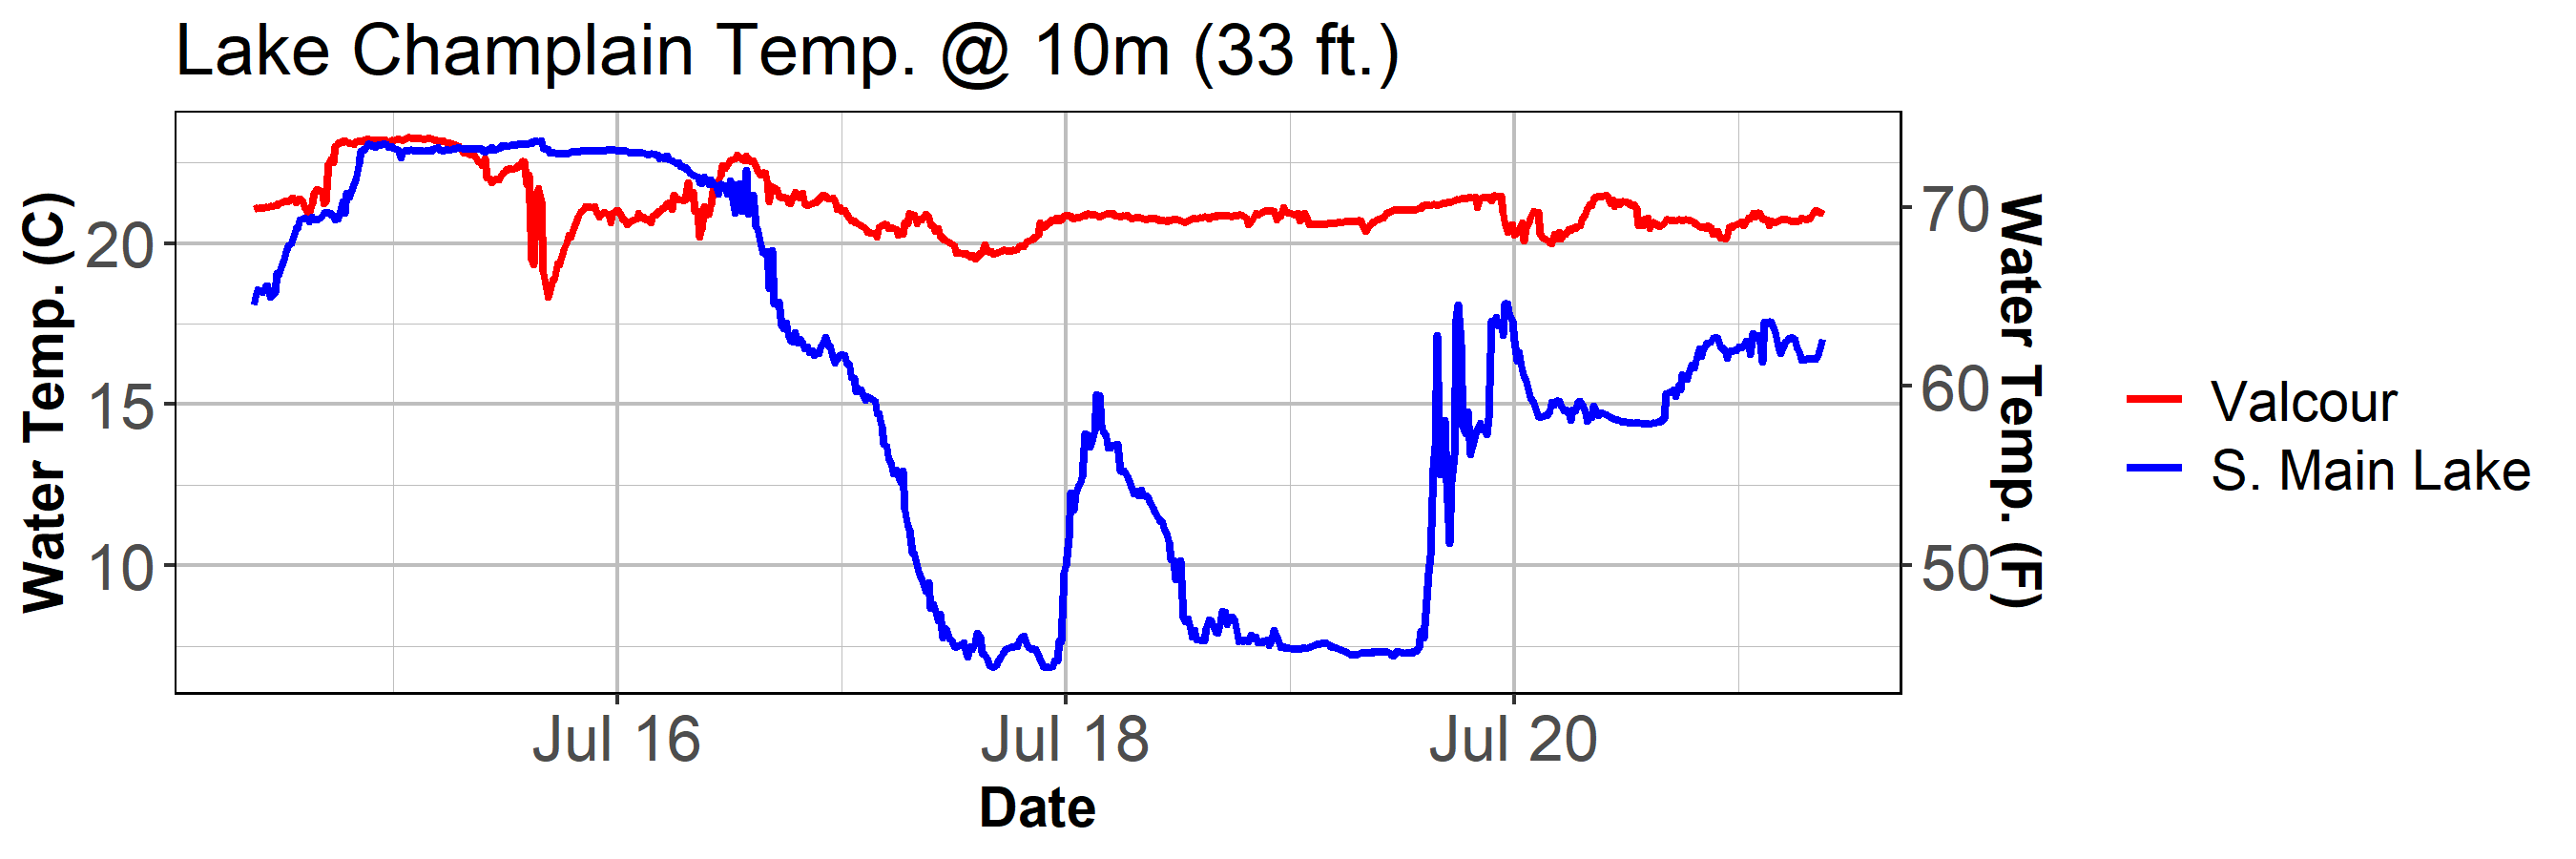 Lake Champlain Temp. @ 10m (33 ft.)
Water Temp. (C)
20
15
10
70
60
50
Water Temp. (F)
Jul 16
Jul 18
Jul 20
Date
Valcour
S. Main Lake